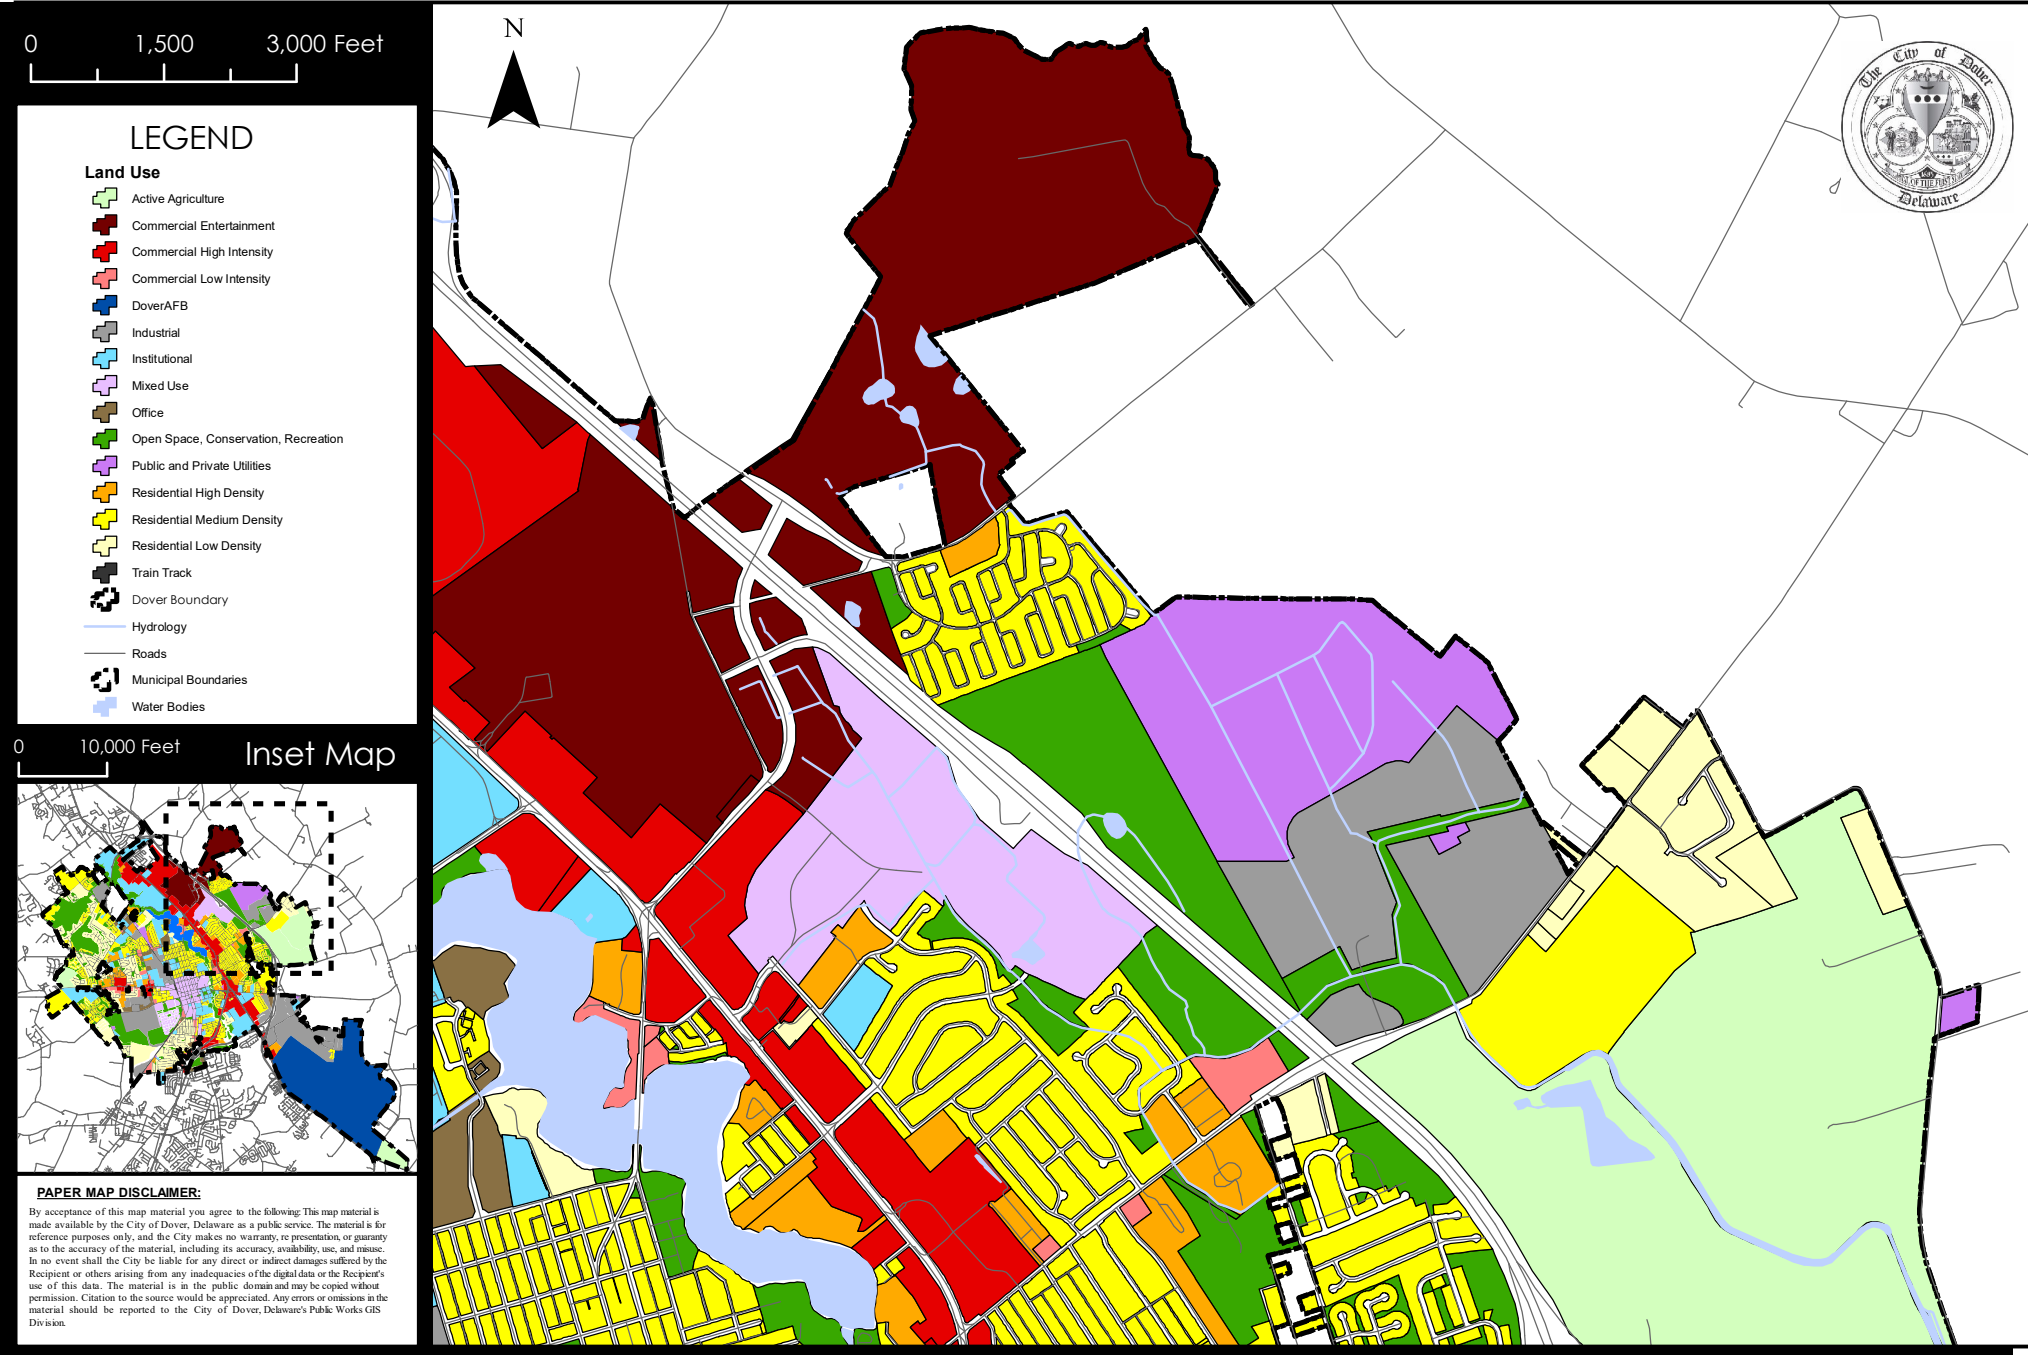 0 1,500 3,000 Feet
LEGEND
Land Use
Active Agriculture
Commercial Entertainment
Commercial High Intensity
Commercial Low Intensity
DoverAFB
Industrial
Institutional
Mixed Use
Office
Open Space, Conservation, Recreation
Public and Private Utilities
Residential High Density
Residential Medium Density
Residential Low Density
Train Track
Dover Boundary
Hydrology
Roads
Municipal Boundaries
Water Bodies
0 10,000 Feet
Inset Map
PAPER MAP DISCLAIMER:
By acceptance of this map material you agree to the following: This map material is
made available by the City of Dover, Delaware as a public service. The material is for
reference purposes only, and the City makes no warranty, re presentation, or guaranty
as to the accuracy of the material, including its accuracy, availability, use, and misuse.
In no event shall the City be liable for any direct or indirect damages suffered by the
Recipient or others arising from any inadequacies of the digital data or the Recipient's
use of this data. The material is in the public domain and may be copied without
permission. Citation to the source would be appreciated. Any errors or omissions in the
material should be reported to the City of Dover, Delaware's Public Works GIS
Division.
N
The City of Dover
Delaware